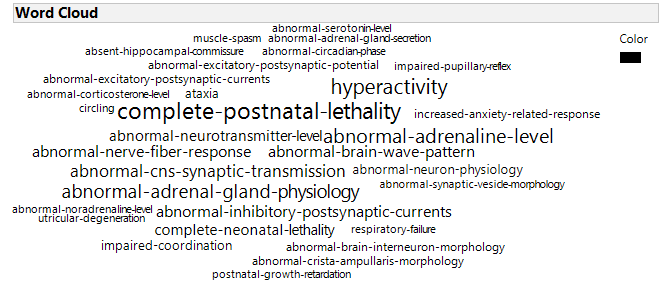 Word Cloud
abnormal-serotonin-level
Color
muscle-spasm abnormal-adrenal-gland-secretion
absent-hippocampal-commissure abnormal-circadian-phase
abnormal-excitatory-postsynaptic-potential impaired-pupillary-reflex
abnormal-excitatory-postsynaptic-currents hyperactivity
abnormal-corticosterone-level ataxia
circling complete-postnatal-lethality increased-anxiety-related-response
abnormal-neurotransmitter-level abnormal-adrenaline-level
abnormal-nerve-fiber-response abnormal-brain-wave-pattern
abnormal-cns-synaptic-transmission abnormal-neuron-physiology
abnormal-adrenal-gland-physiology abnormal-synaptic-vesicle-morphology
abnormal-noradrenaline-level abnormal-inhibitory-postsynaptic-currents
utricular-degeneration
complete-neonatal-lethality respiratory-failure
impaired-coordination abnormal-brain-interneuron-morphology
abnormal-crista-ampullaris-morphology
postnatal-growth-retardation